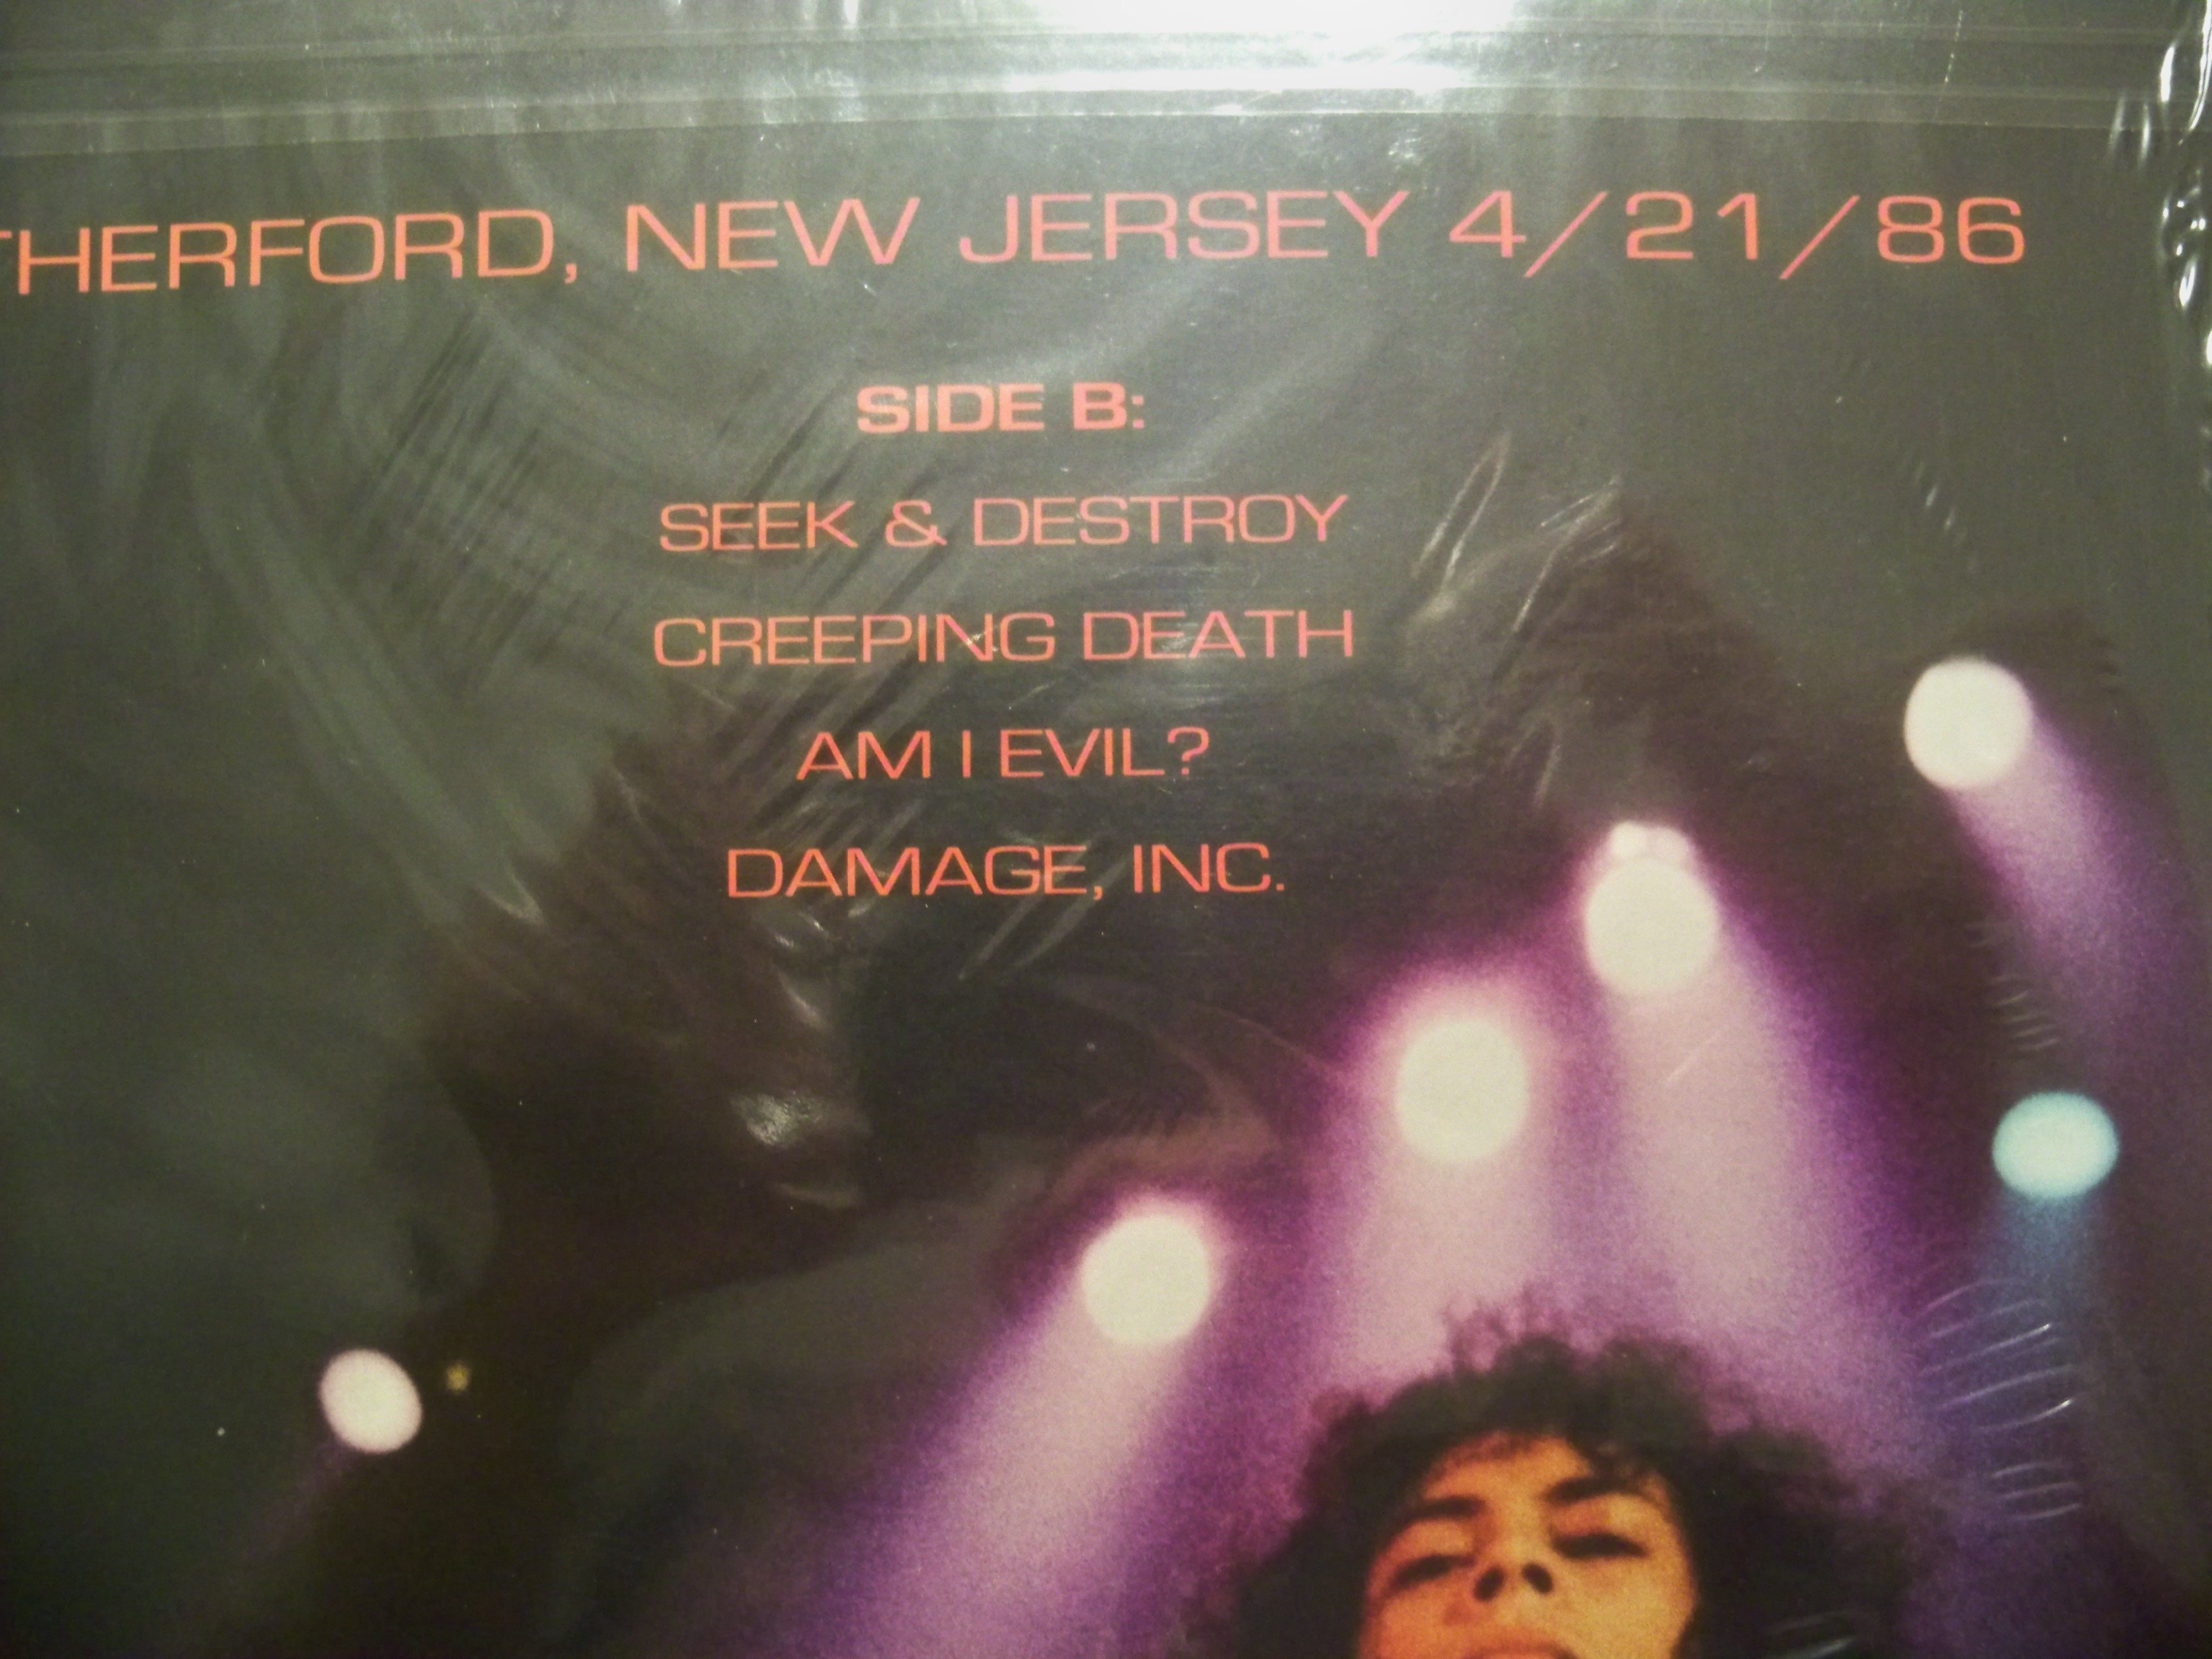 THERFORD, NEW JERSEY 4/21/86
SIDE B:
SEEK & DESTROY
CREEPING DEATH
AM I EVIL?
DAMAGE, INC.